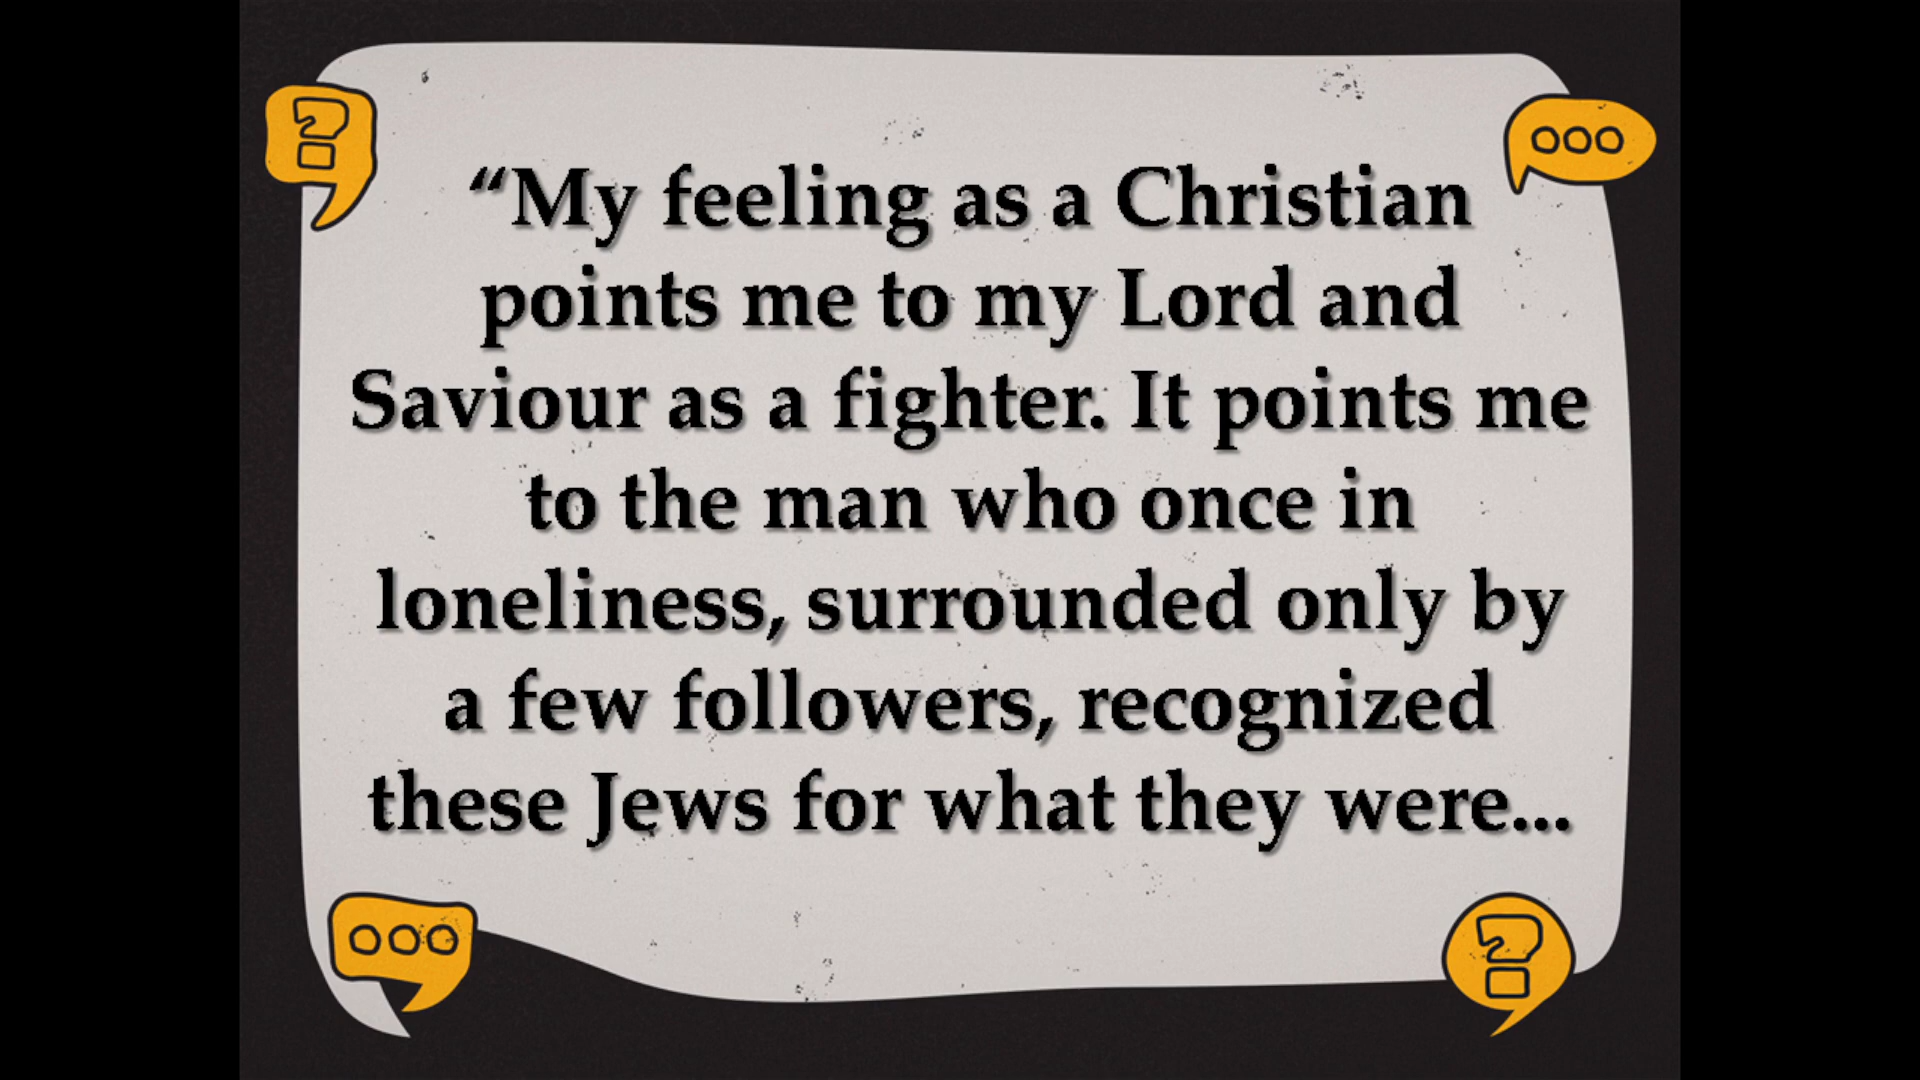 “My feeling as a Christian
points me to my Lord and
Saviour as a fighter. It points me
to the man who once in
loneliness, surrounded only by
a few followers, recognized
these Jews for what they were...